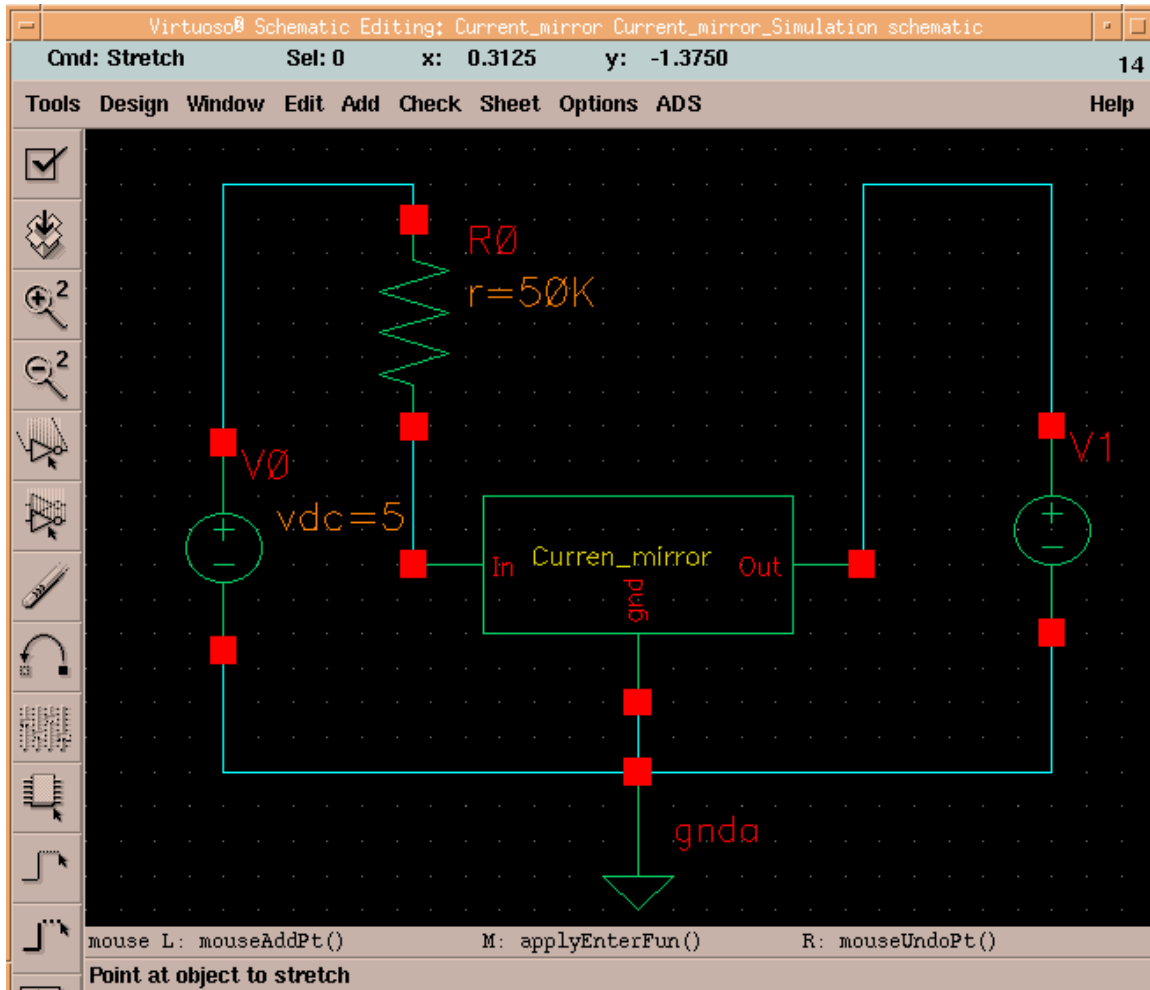 Virtuoso® Schematic Editing: Current_mirror Current_mirror_Simulation schematic
Cmd: Stretch Sel: 0 x: 0.3125 y: -1.3750 14
Tools Design Window Edit Add Check Sheet Options ADS Help
2
2
R0
r=50K
V0
vdc=5
V1
In Curren_mirror Out
gnd
gnda
mouse L: mouseAddPt() M: applyEnterFun() R: mouseUndoPt()
Point at object to stretch